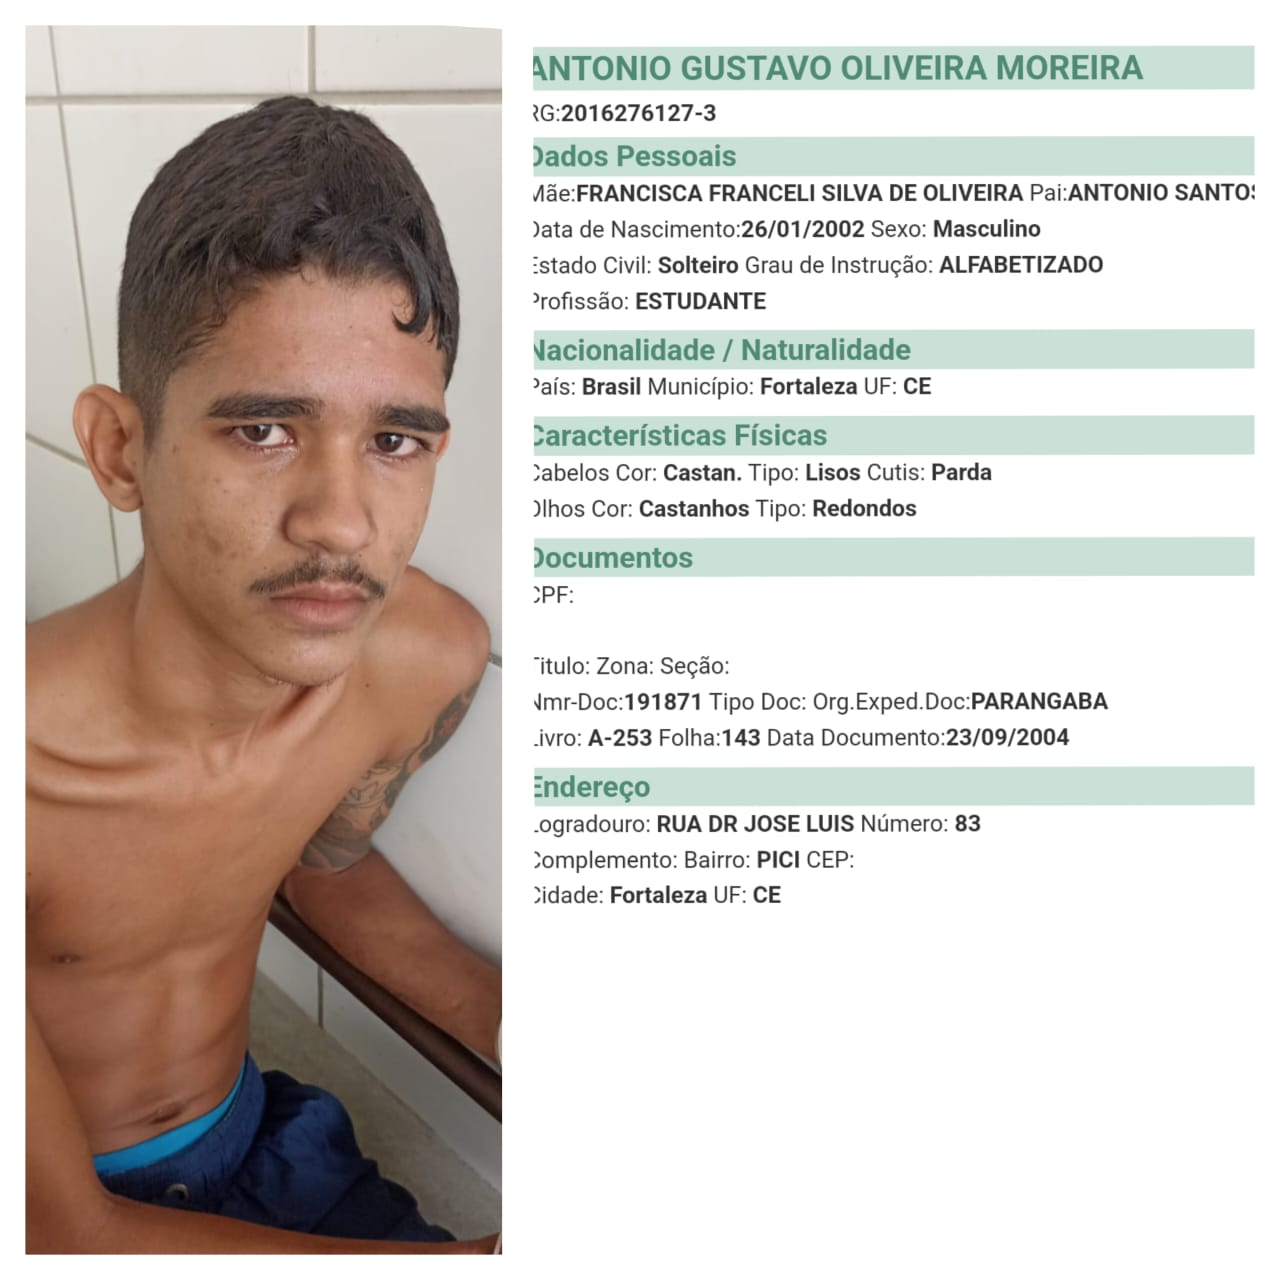 ANTONIO GUSTAVO OLIVEIRA MOREIRA
RG:2016276127-3
Dados Pessoais
Mãe:FRANCISCA FRANCELI SILVA DE OLIVEIRA Pai:ANTONIO SANTOS
Data de Nascimento:26/01/2002 Sexo: Masculino
Estado Civil: Solteiro Grau de Instrução: ALFABETIZADO
Profissão: ESTUDANTE
Nacionalidade / Naturalidade
País: Brasil Município: Fortaleza UF: CE
Características Físicas
Cabelos Cor: Castan. Tipo: Lisos Cutis: Parda
Olhos Cor: Castanhos Tipo: Redondos
Documentos
CPF:
Titulo: Zona: Seção:
Nmr-Doc:191871 Tipo Doc: Org.Exped.Doc:PARANGABA
Livro: A-253 Folha:143 Data Documento:23/09/2004
Endereço
Logradouro: RUA DR JOSE LUIS Número: 83
Complemento: Bairro: PICI CEP:
Cidade: Fortaleza UF: CE